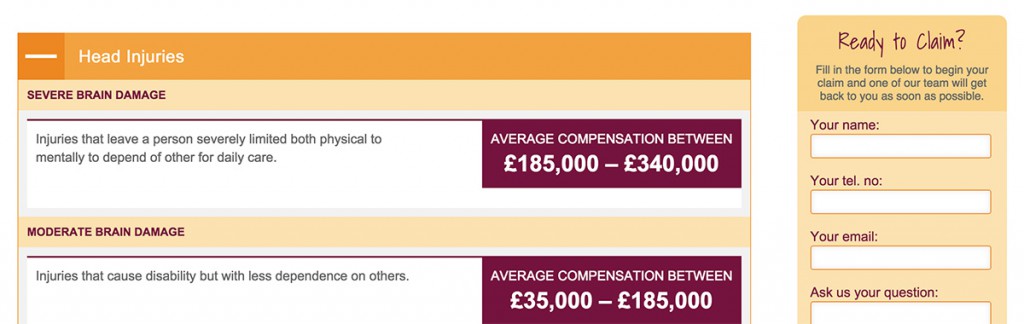 Head Injuries
SEVERE BRAIN DAMAGE
Injuries that leave a person severely limited both physical to
mentally to depend of other for daily care.
AVERAGE COMPENSATION BETWEEN
£185,000 – £340,000
MODERATE BRAIN DAMAGE
Injuries that cause disability but with less dependence on others.
AVERAGE COMPENSATION BETWEEN
£35,000 – £185,000
Ready to Claim?
Fill in the form below to begin your
claim and one of our team will get
back to you as soon as possible.
Your name:
Your tel. no:
Your email:
Ask us your question: